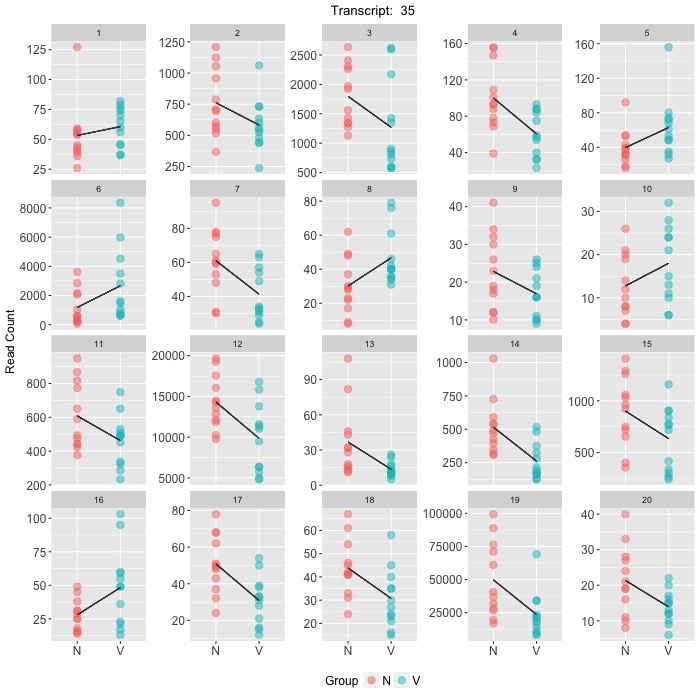 Transcript: 35
1 2 3 4 5
125 100 75 50 25
1250 1000 750 500 250
2500 2000 1500 1000 500
160 120 80 40
160 120 80 40
6 7 8 9 10
8000 6000 4000 2000 0
80 60 40
80 60 40 20
40 30 20 10
30 20 10
Read Count
11 12 13 14 15
800 600 400 200
20000 15000 10000 5000
90 60 30 0
1000 750 500 250
1000 500
16 17 18 19 20
100 75 50 25
80 60 40 20
60 50 40 30 20
100000 75000 50000 25000
40 30 20 10
N V N V N V N V N V
Group N V